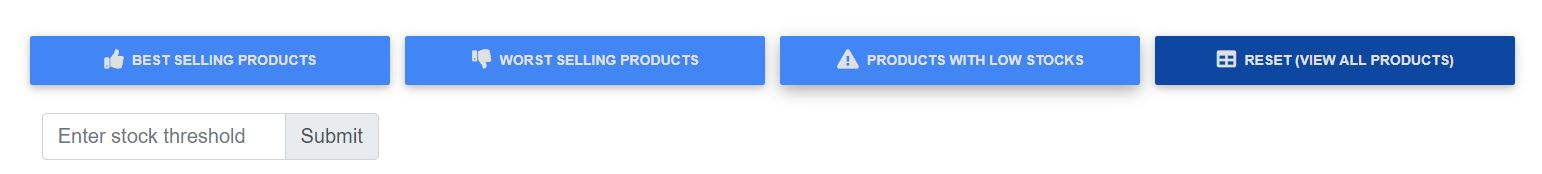 BEST SELLING PRODUCTS
WORST SELLING PRODUCTS
PRODUCTS WITH LOW STOCKS
RESET (VIEW ALL PRODUCTS)
Enter stock threshold
Submit